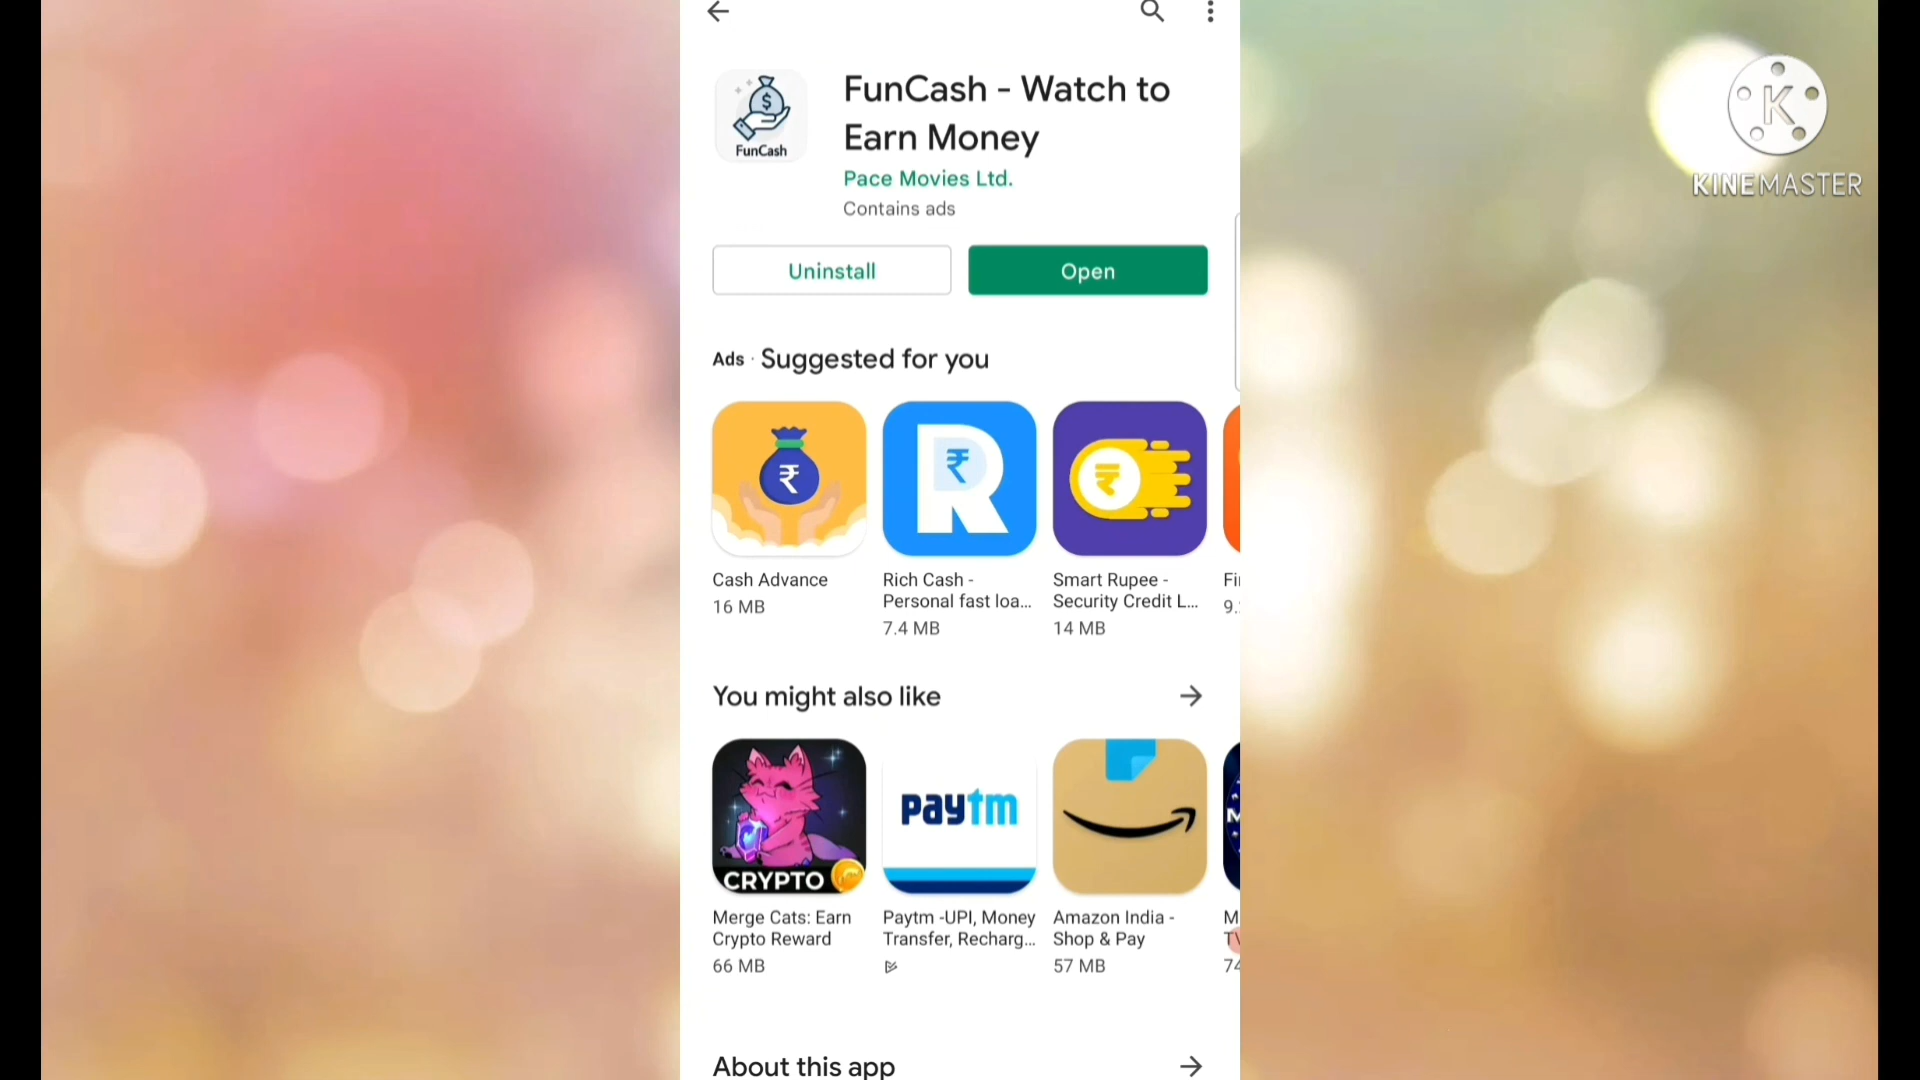 FunCash - Watch to
Earn Money
FunCash
Pace Movies Ltd.
Contains ads
KINEMASTER
Uninstall
Open
Ads · Suggested for you
Cash Advance
16 MB
Rich Cash -
Personal fast loa...
7.4 MB
Smart Rupee -
Security Credit L...
14 MB
You might also like
CRYPTO
paytm
Merge Cats: Earn
Crypto Reward
66 MB
Paytm -UPI, Money
Transfer, Recharg...
Amazon India -
Shop & Pay
57 MB
About this app